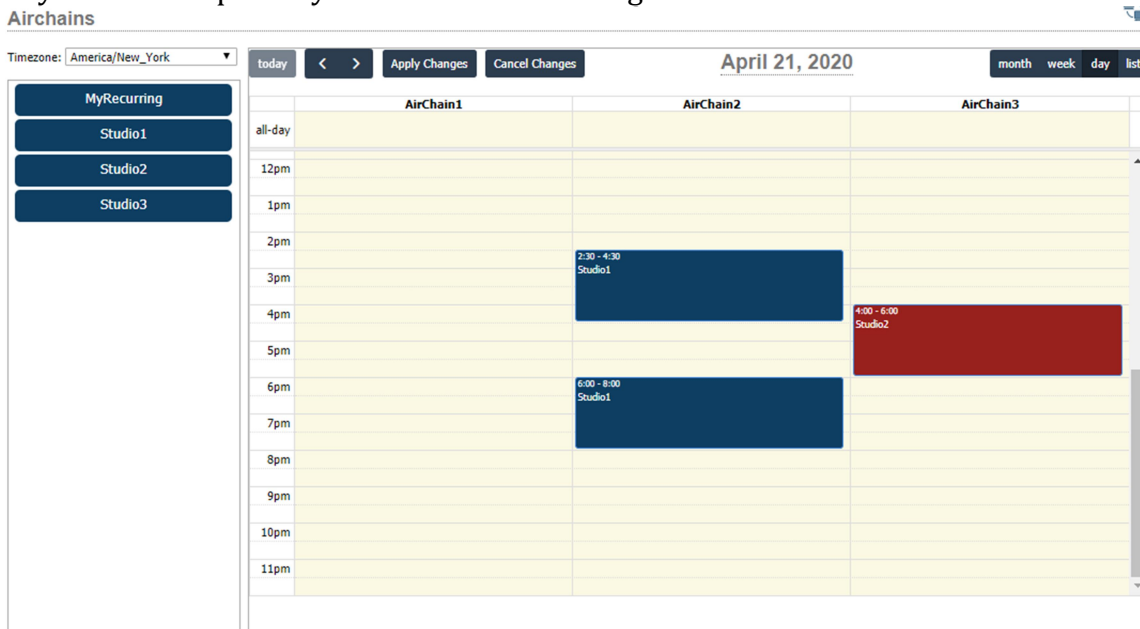 Airchains
Timezone: America/New_York
today < > Apply Changes Cancel Changes April 21, 2020 month week day list
MyRecurring
Studio1
Studio2
Studio3
AirChain1 AirChain2 AirChain3
all-day
12pm
1pm
2pm
2:30 - 4:30
Studio1
3pm
4pm
4:00 - 6:00
Studio2
5pm
6pm
6:00 - 8:00
Studio1
7pm
8pm
9pm
10pm
11pm